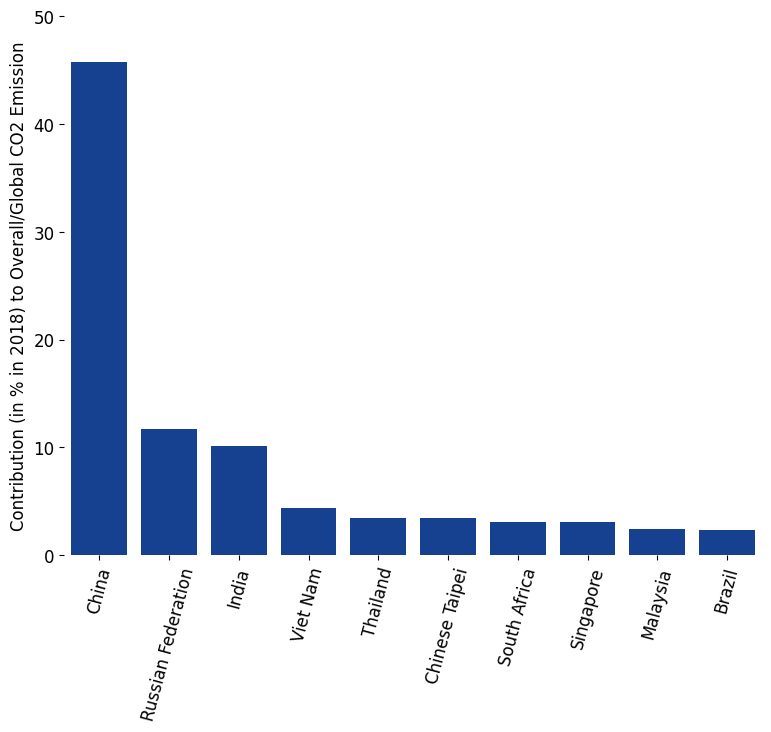 Contribution (in % in 2018) to Overall/Global CO2 Emission
50
40
30
20
10
0
China
Russian Federation
India
Viet Nam
Thailand
Chinese Taipei
South Africa
Singapore
Malaysia
Brazil